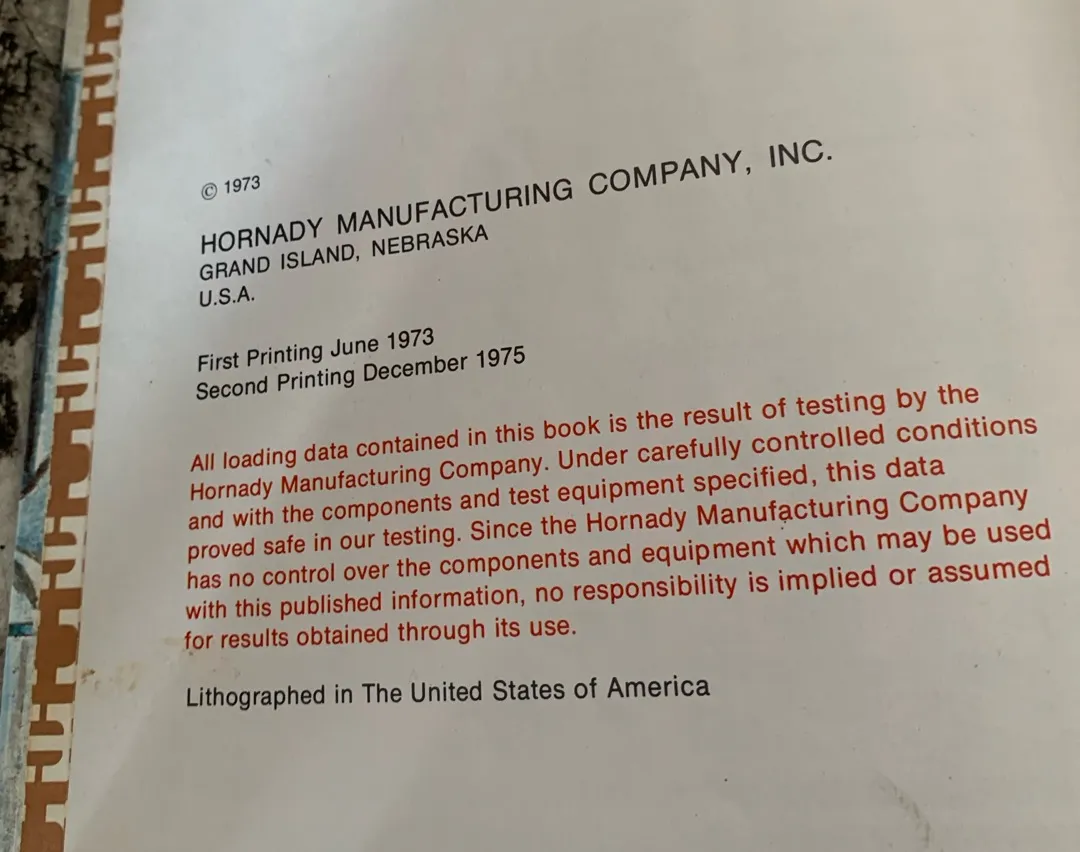 © 1973
HORNADY MANUFACTURING COMPANY, INC.
GRAND ISLAND, NEBRASKA
U.S.A.
First Printing June 1973
Second Printing December 1975
All loading data contained in this book is the result of testing by the
Hornady Manufacturing Company. Under carefully controlled conditions
and with the components and test equipment specified, this data
proved safe in our testing. Since the Hornady Manufacturing Company
has no control over the components and equipment which may be used
with this published information, no responsibility is implied or assumed
for results obtained through its use.
Lithographed in The United States of America